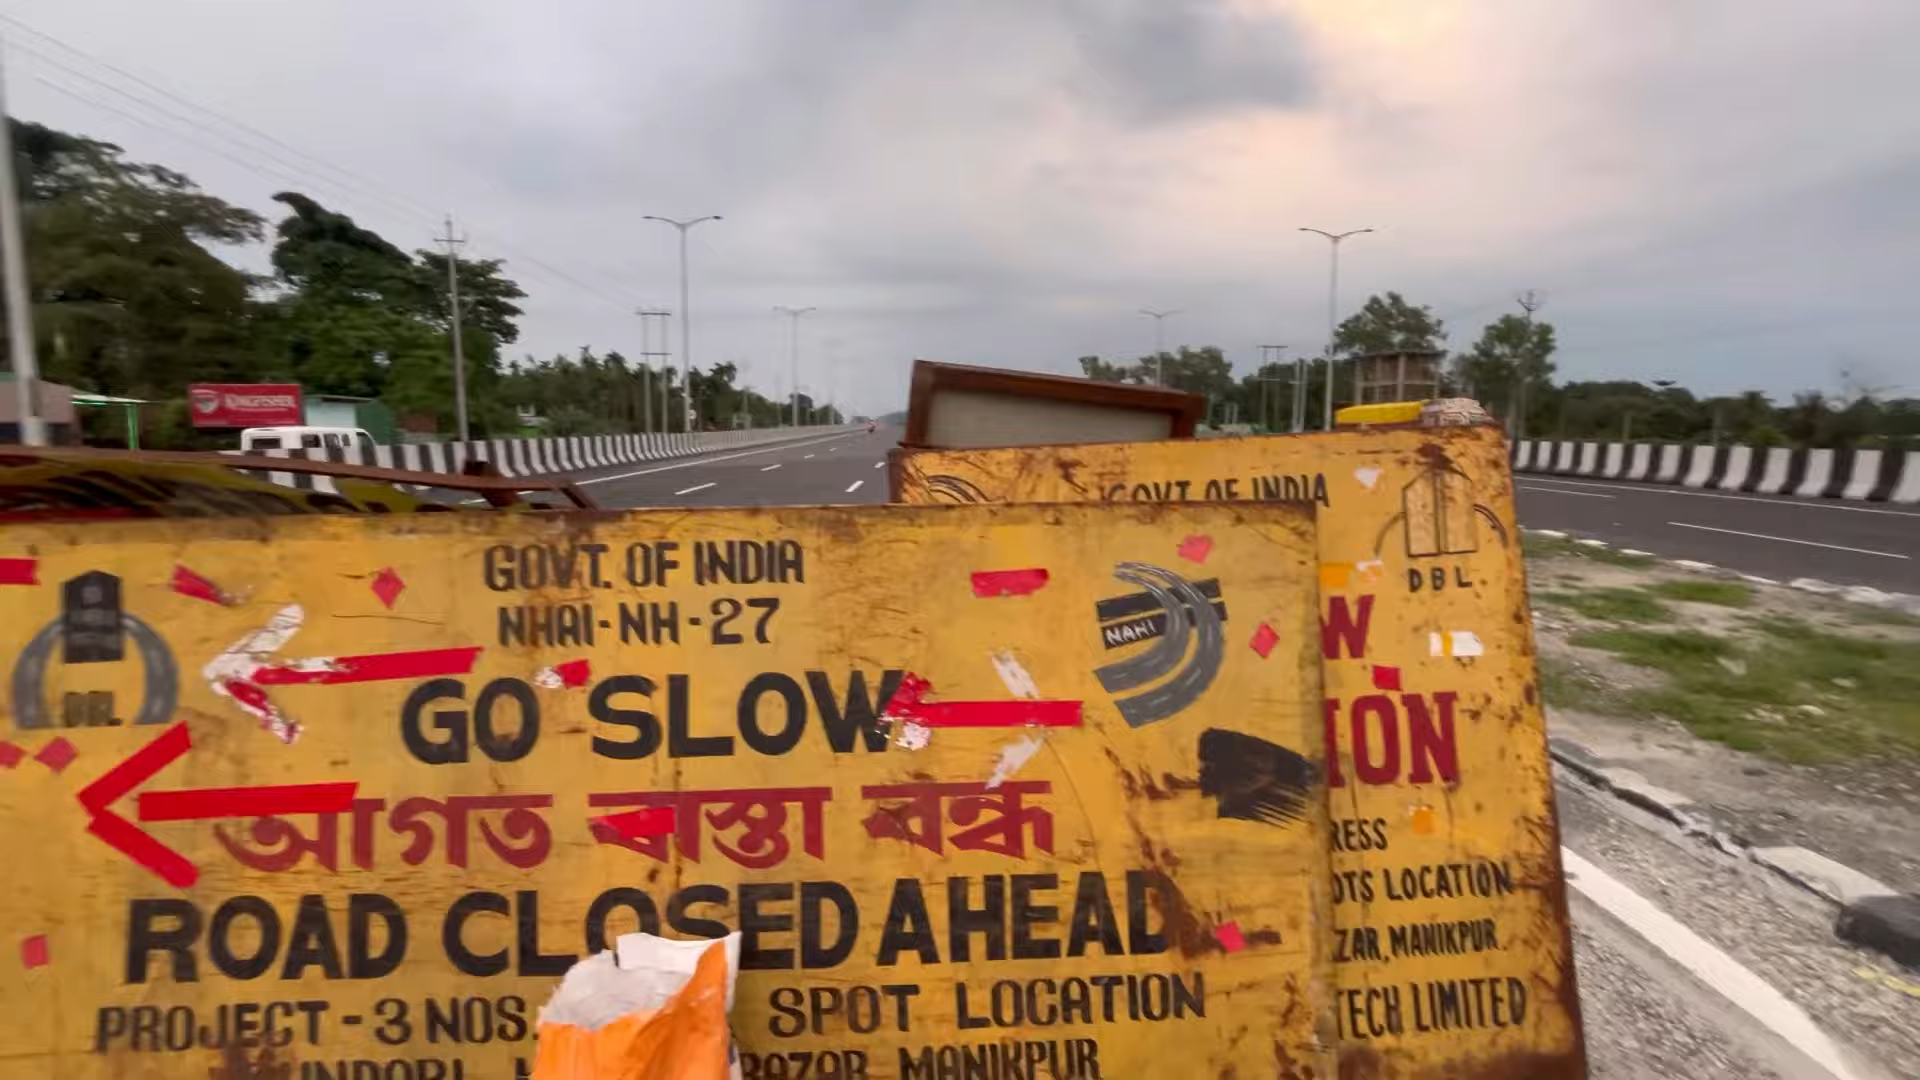 KINGFISHER
GOVT. OF INDIA
NHAI-NH-27
GO SLOW
আগত ৰাস্তা বন্ধ
ROAD CLOSED AHEAD
PROJECT-3 NOS. SPOT LOCATION
BAZAR MANIKPUR
DBL.
NAHI
GOVT OF INDIA
DBL.
W
ION
RESS
OTS LOCATION
ZAR, MANIKPUR.
TECH LIMITED